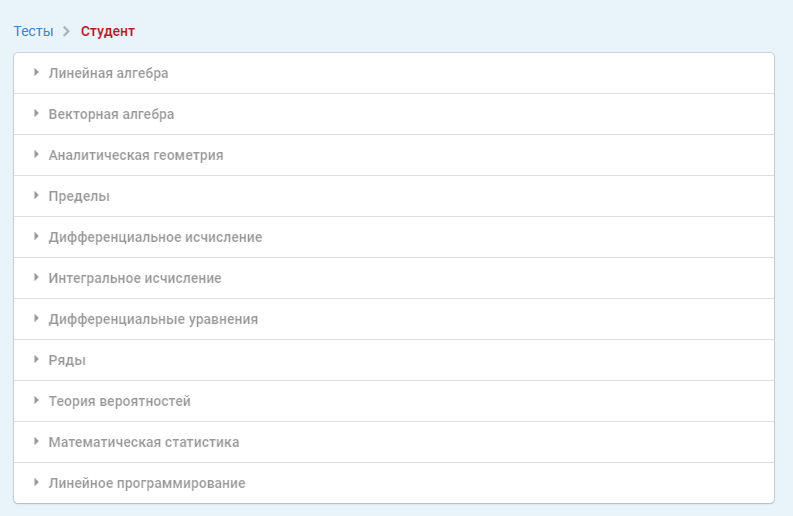 Тесты > Студент
Линейная алгебра
Векторная алгебра
Аналитическая геометрия
Пределы
Дифференциальное исчисление
Интегральное исчисление
Дифференциальные уравнения
Ряды
Теория вероятностей
Математическая статистика
Линейное программирование